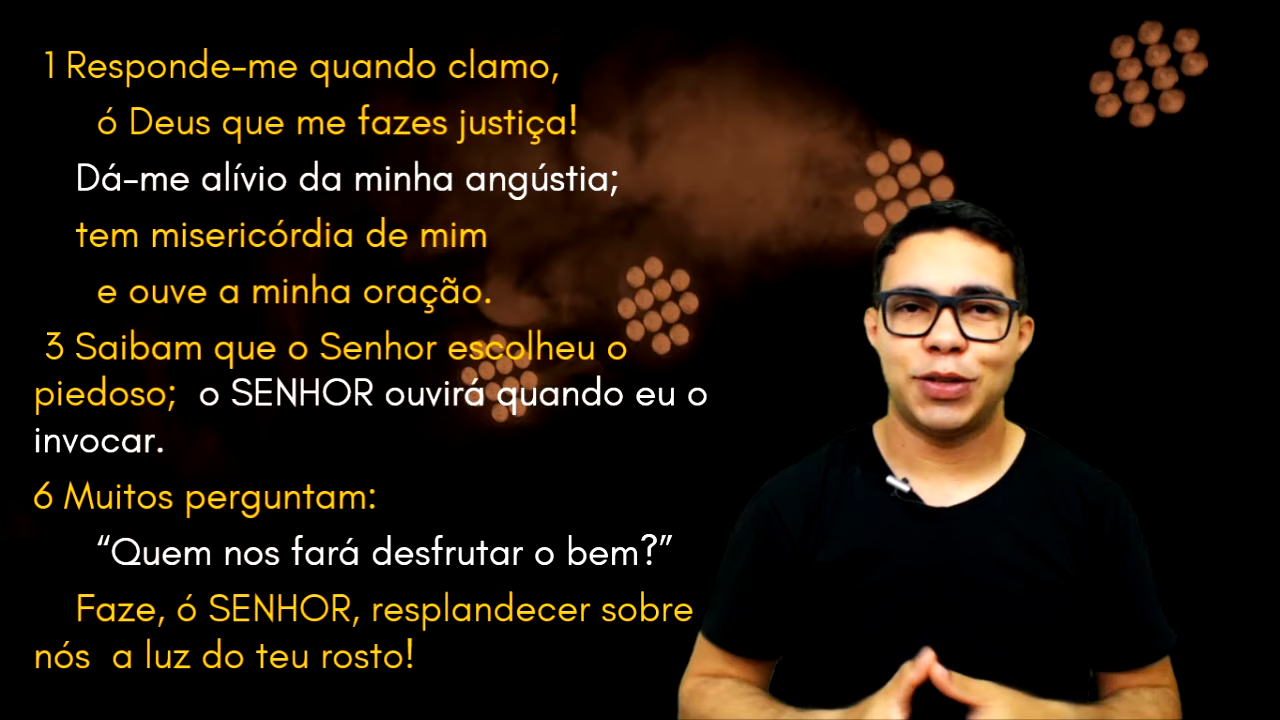 1 Responde-me quando clamo,
ó Deus que me fazes justiça!
Dá-me alívio da minha angústia;
tem misericórdia de mim
e ouve a minha oração.
3 Saibam que o Senhor escolheu o
piedoso; o SENHOR ouvirá quando eu o
invocar.
6 Muitos perguntam:
“Quem nos fará desfrutar o bem?”
Faze, ó SENHOR, resplandecer sobre
nós a luz do teu rosto!